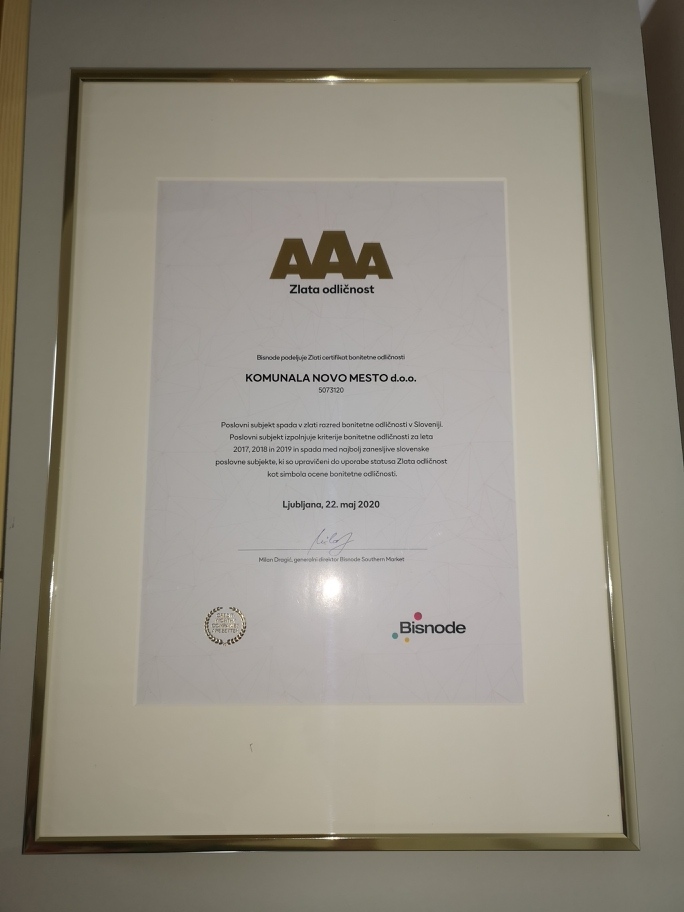 AAA
Zlata odličnost
Bisnode podeljuje Zlati certifikat bonitetne odličnosti
KOMUNALA NOVO MESTO d.o.o.
5073120
Poslovni subjekt spada v zlati razred bonitetne odličnosti v Sloveniji.
Poslovni subjekt izpolnjuje kriterije bonitetne odličnosti za leta
2017, 2018 in 2019 in spada med najbolj zanesljive slovenske
poslovne subjekte, ki so upravičeni do uporabe statusa Zlata odličnost
kot simbola ocene bonitetne odličnosti.
Ljubljana, 22. maj 2020
Milan Dragić, generalni direktor Bisnode Southern Market
Bisnode